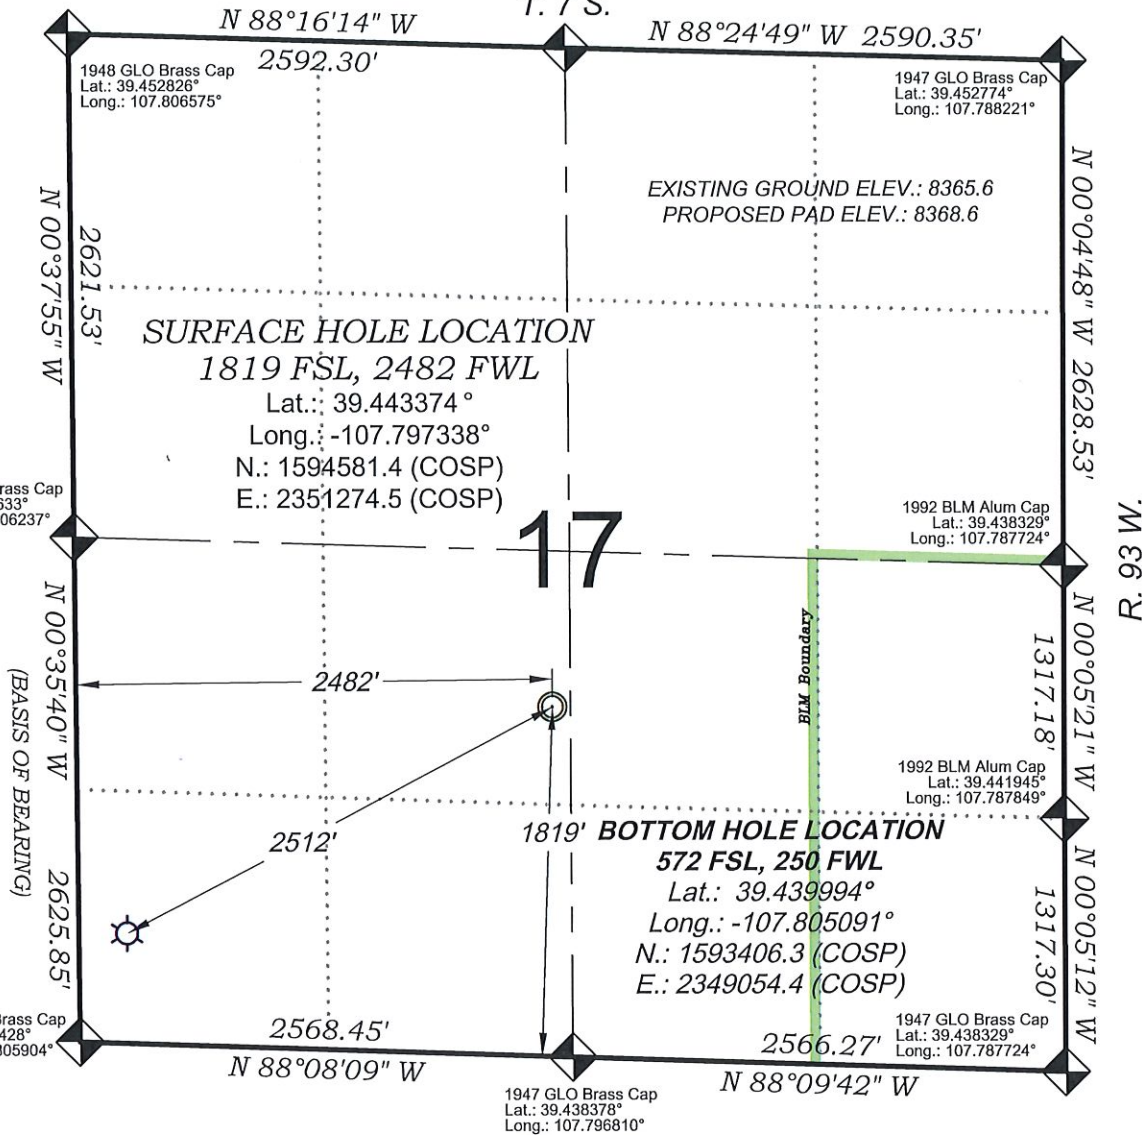 T. 7 S.
N 88°16'14" W
2592.30'
N 88°24'49" W 2590.35'
1948 GLO Brass Cap
Lat.: 39.452826°
Long.: 107.806575°
1947 GLO Brass Cap
Lat.: 39.452774°
Long.: 107.788221°
EXISTING GROUND ELEV.: 8365.6
PROPOSED PAD ELEV.: 8368.6
N 00°37'55" W
2621.53'
N 00°04'48" W 2628.53'
SURFACE HOLE LOCATION
1819 FSL, 2482 FWL
Lat.: 39.443374°
Long.: -107.797338°
N.: 1594581.4 (COSP)
E.: 2351274.5 (COSP)
rass Cap
633°
06237°
17
1992 BLM Alum Cap
Lat.: 39.438329°
Long.: 107.787724°
R. 93 W.
N 00°35'40" W
2625.85'
(BASIS OF BEARING)
2482'
BLM Boundary
1317.18'
N 00°05'21" W
1992 BLM Alum Cap
Lat.: 39.441945°
Long.: 107.787849°
2512'
1819'
BOTTOM HOLE LOCATION
572 FSL, 250 FWL
Lat.: 39.439994°
Long.: -107.805091°
N.: 1593406.3 (COSP)
E.: 2349054.4 (COSP)
1317.30'
N 00°05'12" W
Brass Cap
428°
805904°
2568.45'
N 88°08'09" W
2566.27'
N 88°09'42" W
1947 GLO Brass Cap
Lat.: 39.438329°
Long.: 107.787724°
1947 GLO Brass Cap
Lat.: 39.438378°
Long.: 107.796810°